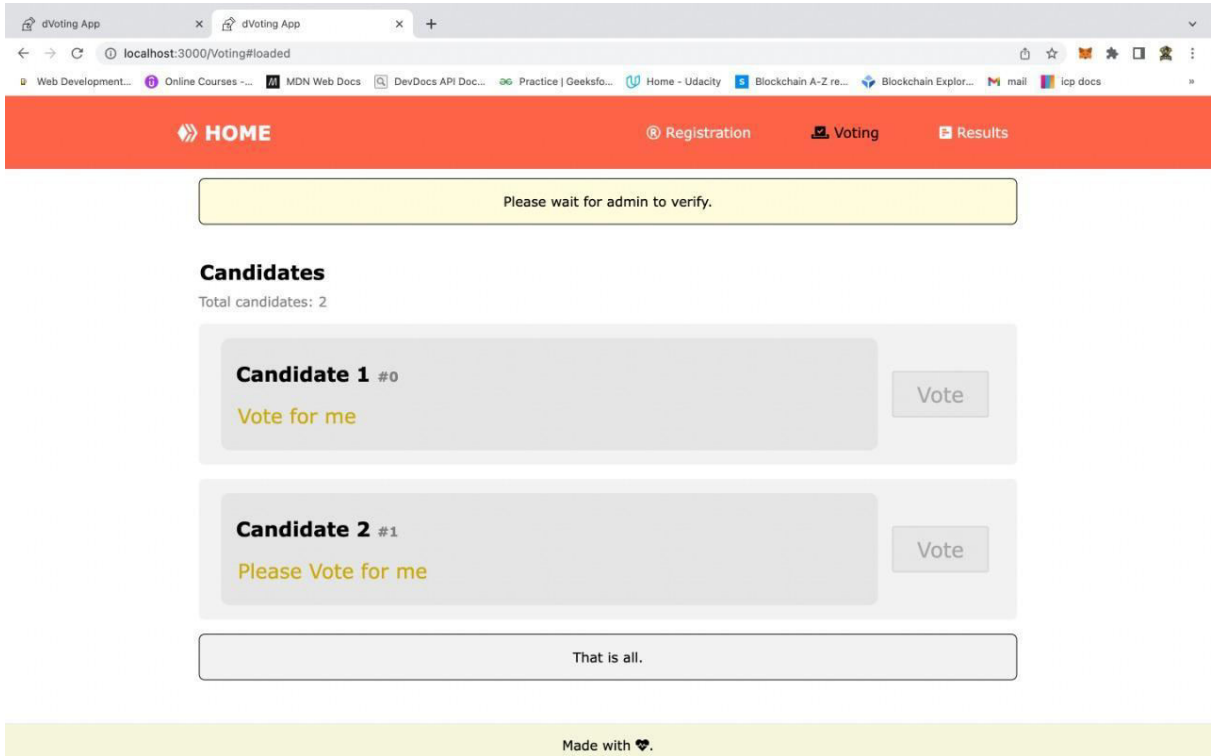 dVoting App
dVoting App
localhost:3000/Voting#loaded
Web Development... Online Courses -... MDN Web Docs DevDocs API Doc... Practice | Geeksfo... Home - Udacity Blockchain A-Z re... Blockchain Explor... mail icp docs
HOME Registration Voting Results
Please wait for admin to verify.
Candidates
Total candidates: 2
Candidate 1 #0
Vote for me
Vote
Candidate 2 #1
Please Vote for me
Vote
That is all.
Made with ❤.